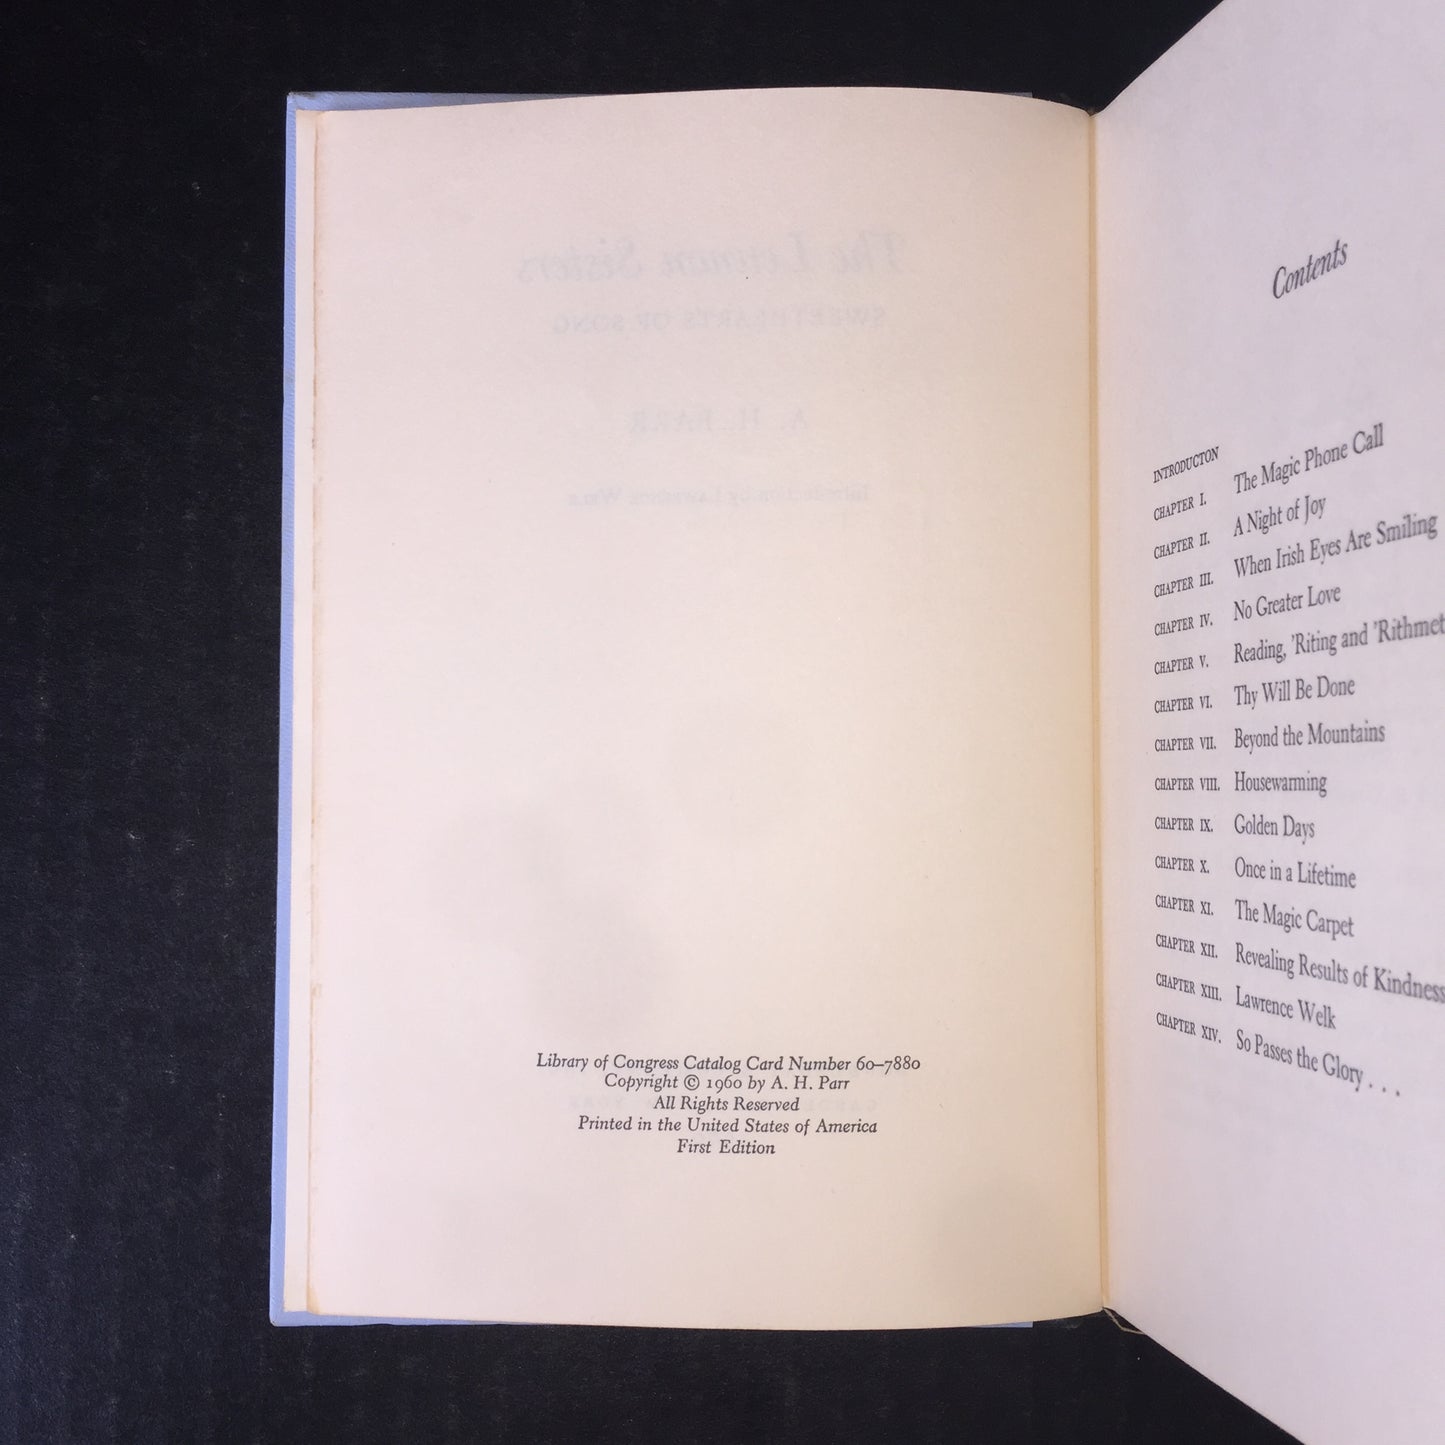 Library of Congress Catalog Card Number 60–7880
Copyright © 1960 by A. H. Parr
All Rights Reserved
Printed in the United States of America
First Edition
Contents
INTRODUCTON
CHAPTER I. The Magic Phone Call
CHAPTER II. A Night of Joy
CHAPTER III. When Irish Eyes Are Smiling
CHAPTER IV. No Greater Love
CHAPTER V. Reading, ’Riting and ’Rithmet
CHAPTER VI. Thy Will Be Done
CHAPTER VII. Beyond the Mountains
CHAPTER VIII. Housewarming
CHAPTER IX. Golden Days
CHAPTER X. Once in a Lifetime
CHAPTER XI. The Magic Carpet
CHAPTER XII. Revealing Results of Kindness
CHAPTER XIII. Lawrence Welk
CHAPTER XIV. So Passes the Glory . . .